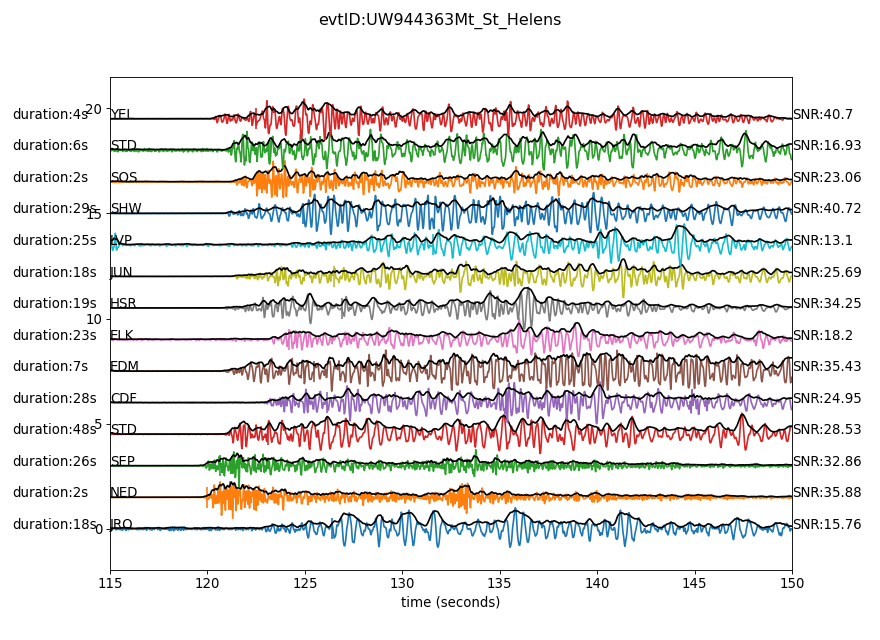 evtID:UW944363Mt_St_Helens
20
duration:4s YEL SNR:40.7
duration:6s STD SNR:16.93
duration:2s SOS SNR:23.06
duration:29s SHW SNR:40.72
15
duration:25s LVP SNR:13.1
duration:18s JUN SNR:25.69
duration:19s HSR SNR:34.25
10
duration:23s ELK SNR:18.2
duration:7s EDM SNR:35.43
duration:28s CDF SNR:24.95
5
duration:48s STD SNR:28.53
duration:26s SEP SNR:32.86
duration:2s NED SNR:35.88
duration:18s JRO SNR:15.76
0
115 120 125 130 135 140 145 150
time (seconds)